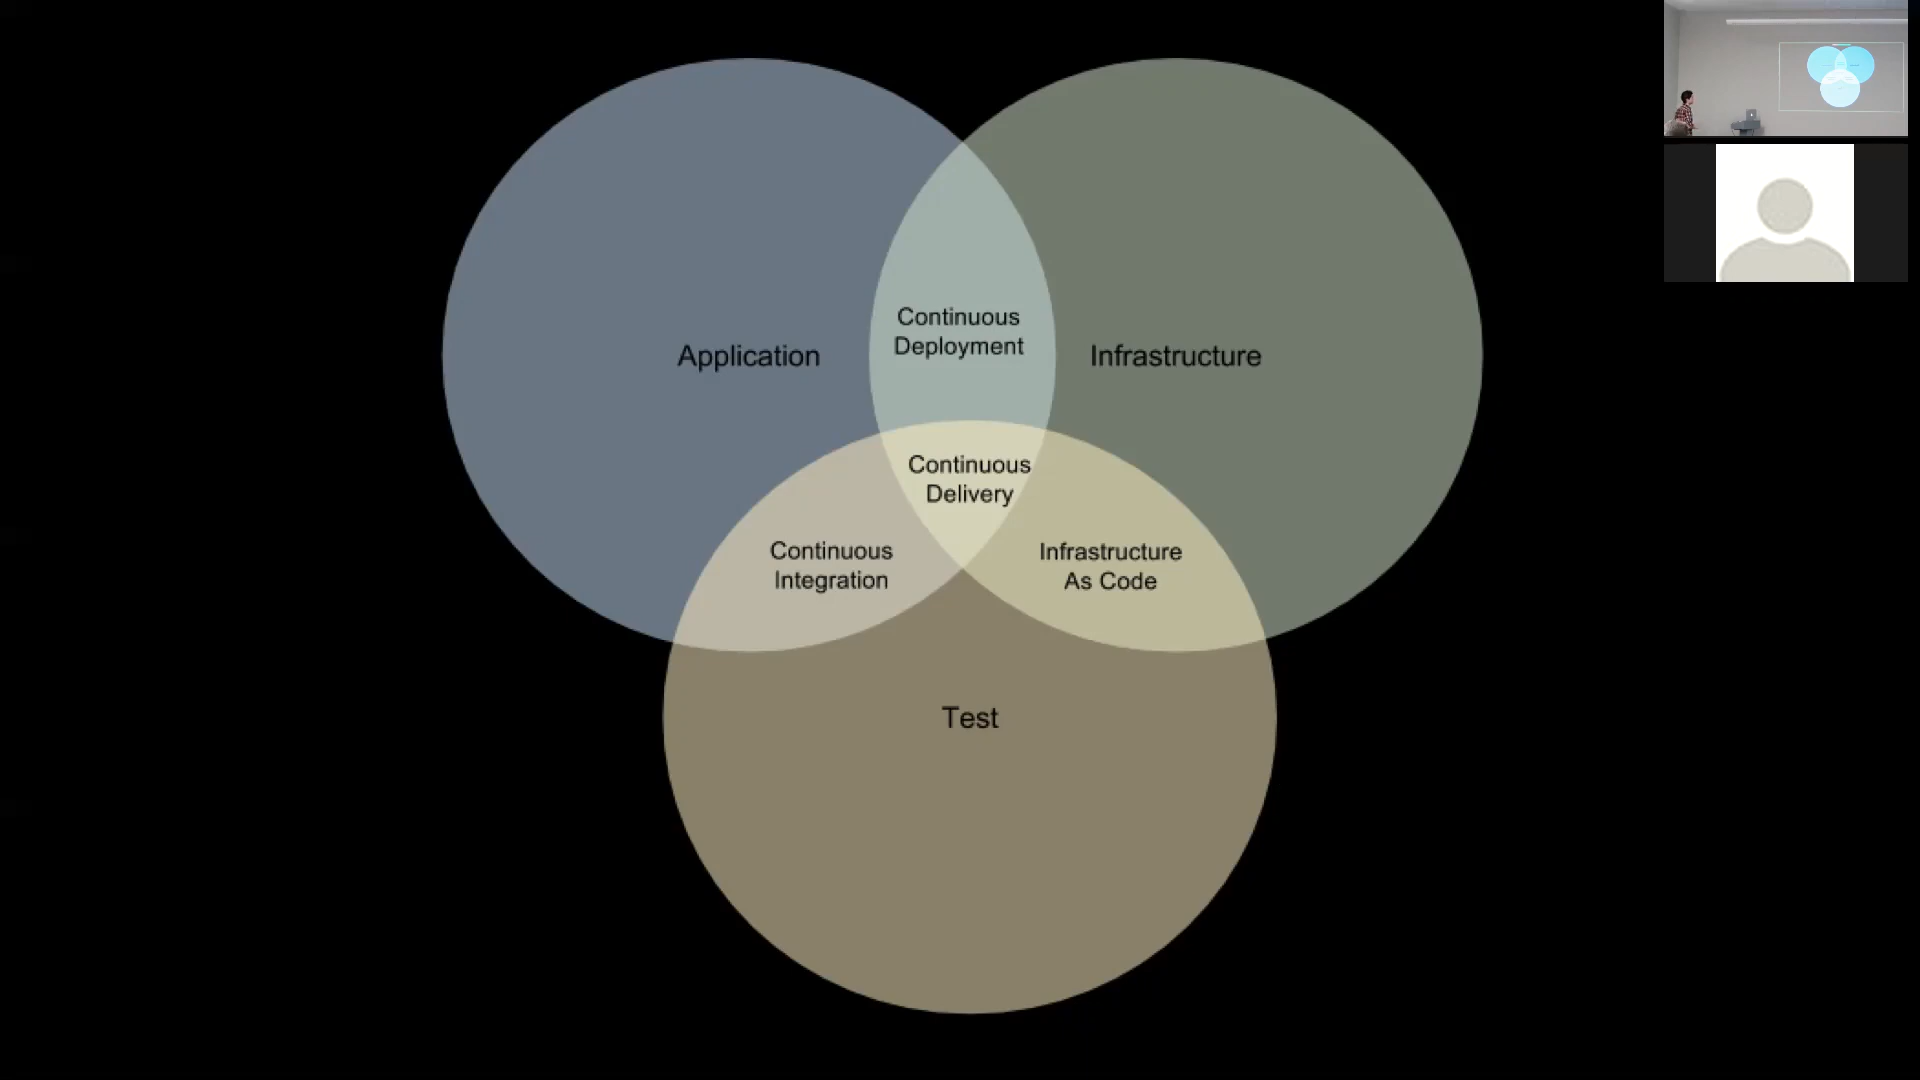 Continuous
Deployment
Application
Infrastructure
Continuous
Delivery
Continuous
Integration
Infrastructure
As Code
Test